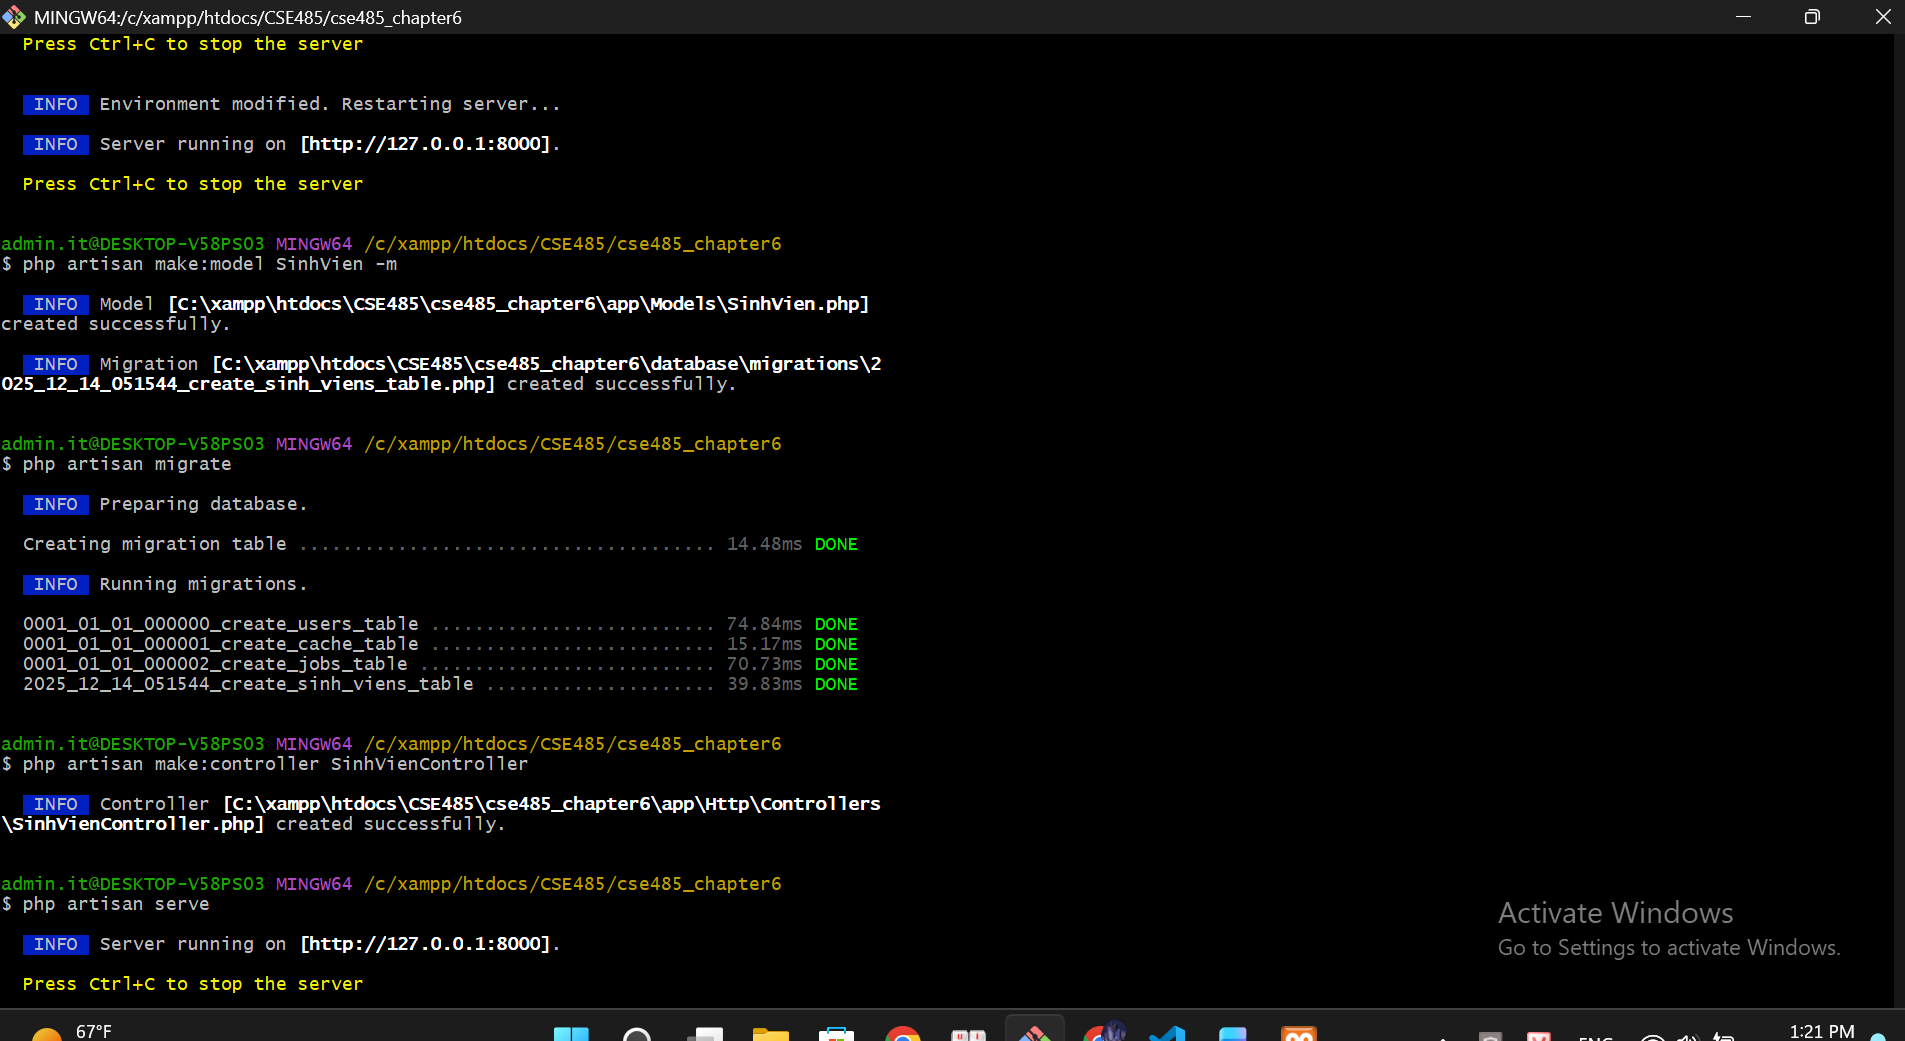 MINGW64:/c/xampp/htdocs/CSE485/cse485_chapter6
Press Ctrl+C to stop the server
INFO Environment modified. Restarting server...
INFO Server running on [http://127.0.0.1:8000].
Press Ctrl+C to stop the server
admin.it@DESKTOP-V58PS03 MINGW64 /c/xampp/htdocs/CSE485/cse485_chapter6
$ php artisan make:model SinhVien -m
INFO Model [C:\xampp\htdocs\CSE485\cse485_chapter6\app\Models\SinhVien.php]
created successfully.
INFO Migration [C:\xampp\htdocs\CSE485\cse485_chapter6\database\migrations\2
025_12_14_051544_create_sinh_viens_table.php] created successfully.
admin.it@DESKTOP-V58PS03 MINGW64 /c/xampp/htdocs/CSE485/cse485_chapter6
$ php artisan migrate
INFO Preparing database.
Creating migration table ...................................... 14.48ms DONE
INFO Running migrations.
0001_01_01_000000_create_users_table .......................... 74.84ms DONE
0001_01_01_000001_create_cache_table .......................... 15.17ms DONE
0001_01_01_000002_create_jobs_table ........................... 70.73ms DONE
2025_12_14_051544_create_sinh_viens_table ..................... 39.83ms DONE
admin.it@DESKTOP-V58PS03 MINGW64 /c/xampp/htdocs/CSE485/cse485_chapter6
$ php artisan make:controller SinhVienController
INFO Controller [C:\xampp\htdocs\CSE485\cse485_chapter6\app\Http\Controllers
\SinhVienController.php] created successfully.
admin.it@DESKTOP-V58PS03 MINGW64 /c/xampp/htdocs/CSE485/cse485_chapter6
$ php artisan serve
INFO Server running on [http://127.0.0.1:8000].
Press Ctrl+C to stop the server
Activate Windows
Go to Settings to activate Windows.
67°F
ENG
1:21 PM